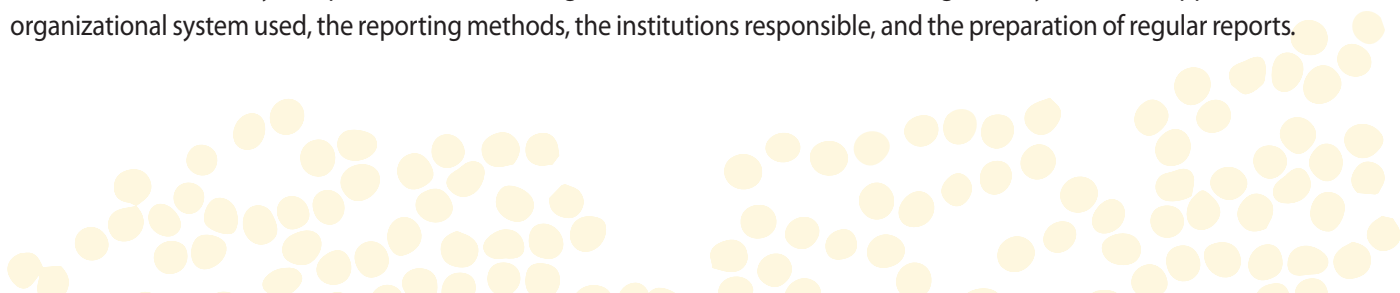 organizational system used, the reporting methods, the institutions responsible, and the preparation of regular reports.